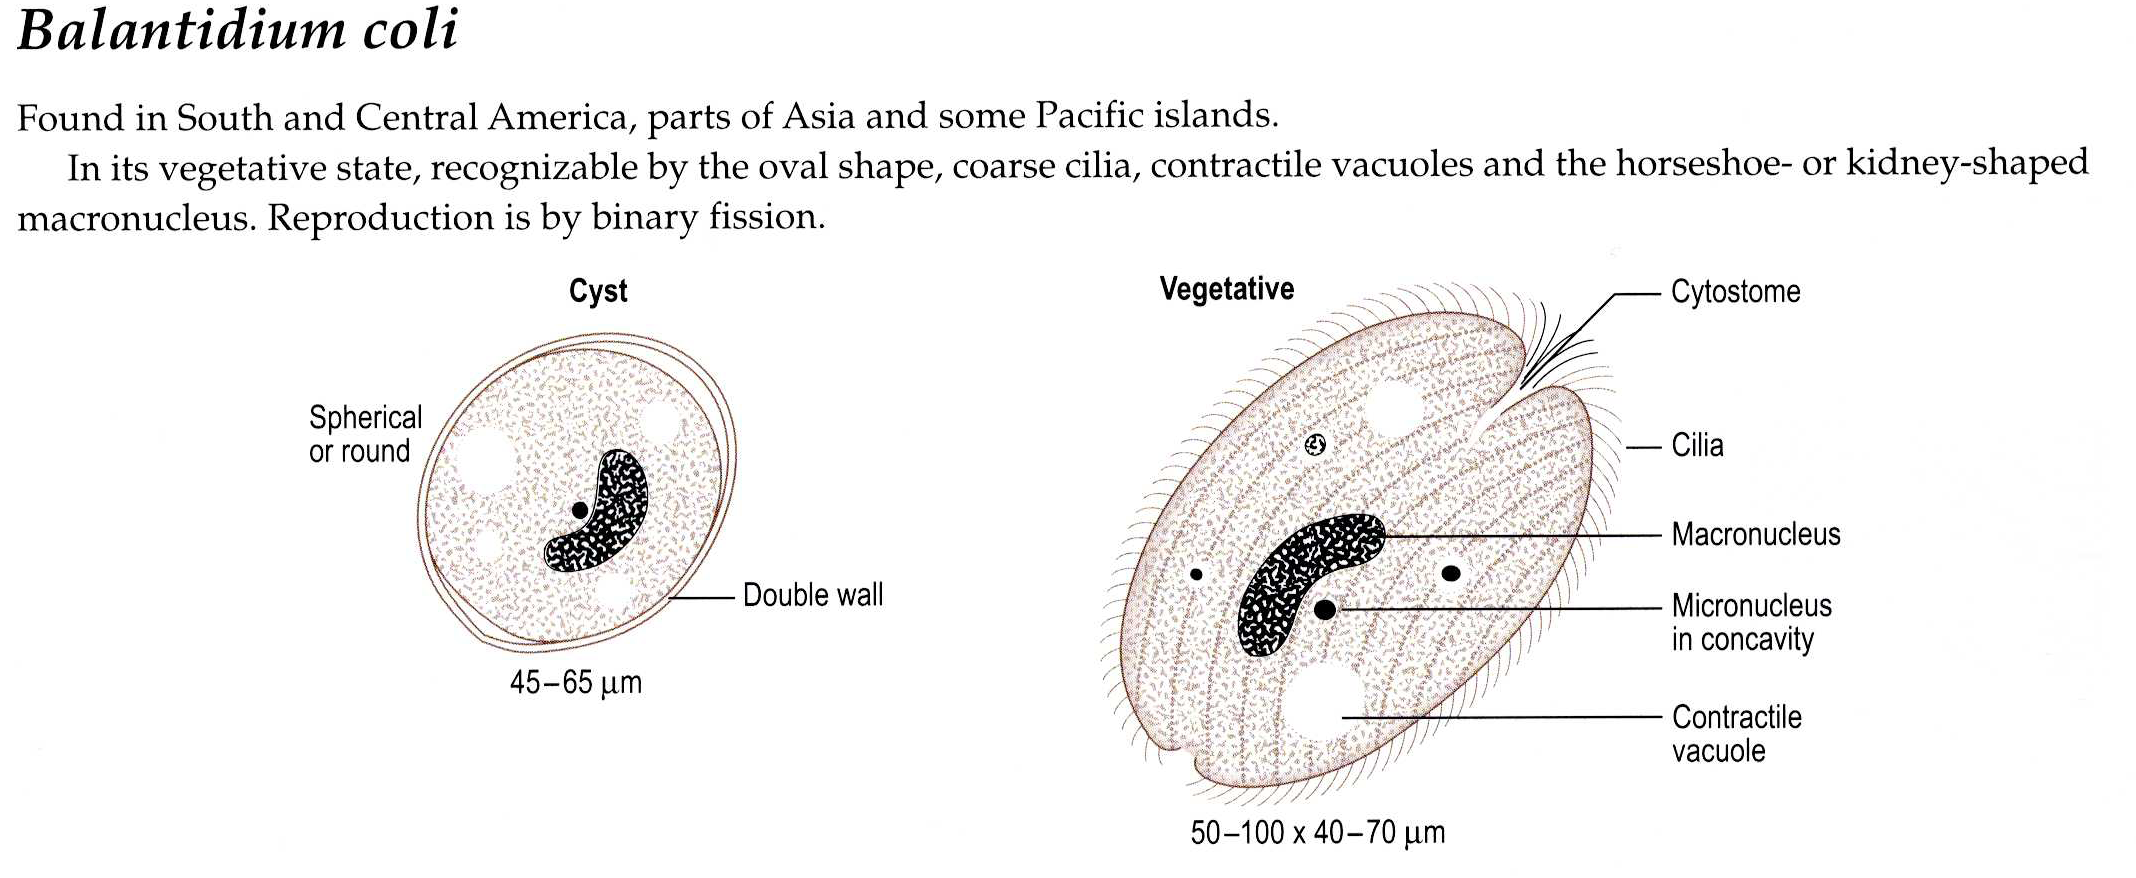 Balantidium coli
Found in South and Central America, parts of Asia and some Pacific islands.
In its vegetative state, recognizable by the oval shape, coarse cilia, contractile vacuoles and the horseshoe- or kidney-shaped
macronucleus. Reproduction is by binary fission.
Cyst
Spherical
or round
Double wall
45–65 µm
Vegetative
Cytostome
Cilia
Macronucleus
Micronucleus
in concavity
Contractile
vacuole
50–100 x 40–70 µm